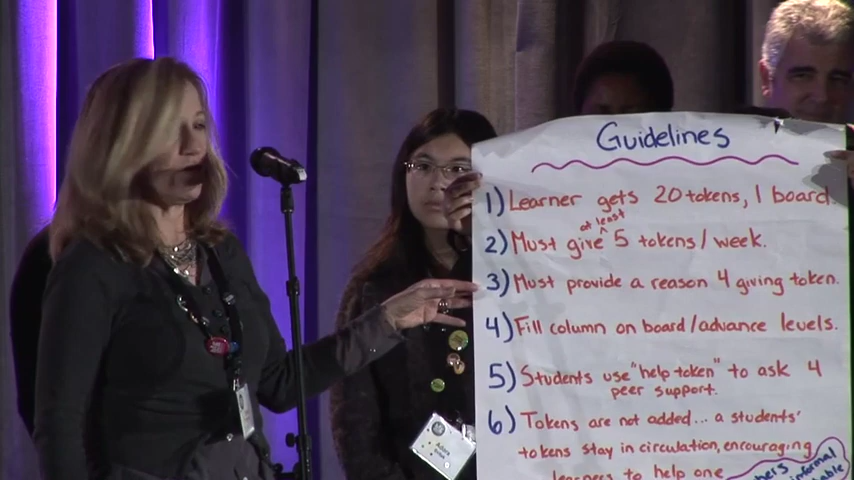 Guidelines
1) Learner gets 20 tokens, 1 board.
at least
2) Must give ^ 5 tokens/week.
3) Must provide a reason 4 giving token.
4) Fill column on board/advance levels.
5) Students use "help token" to ask 4
peer support.
6) Tokens are not added... a students'
tokens stay in circulation, encouraging
learners to help one
informal